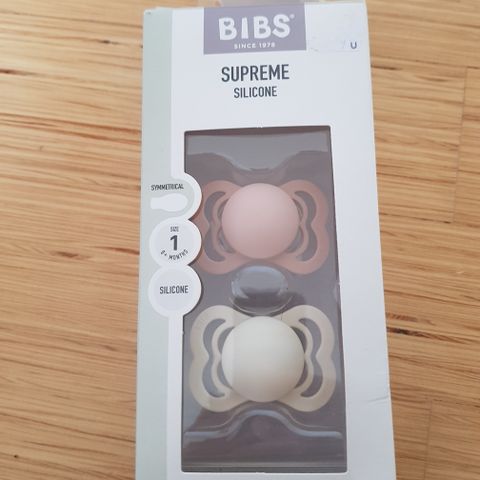 BIBS
SINCE 1978
U
SUPREME
SILICONE
SYMMETRICAL
SIZE
1
0+ MONTHS
SILICONE